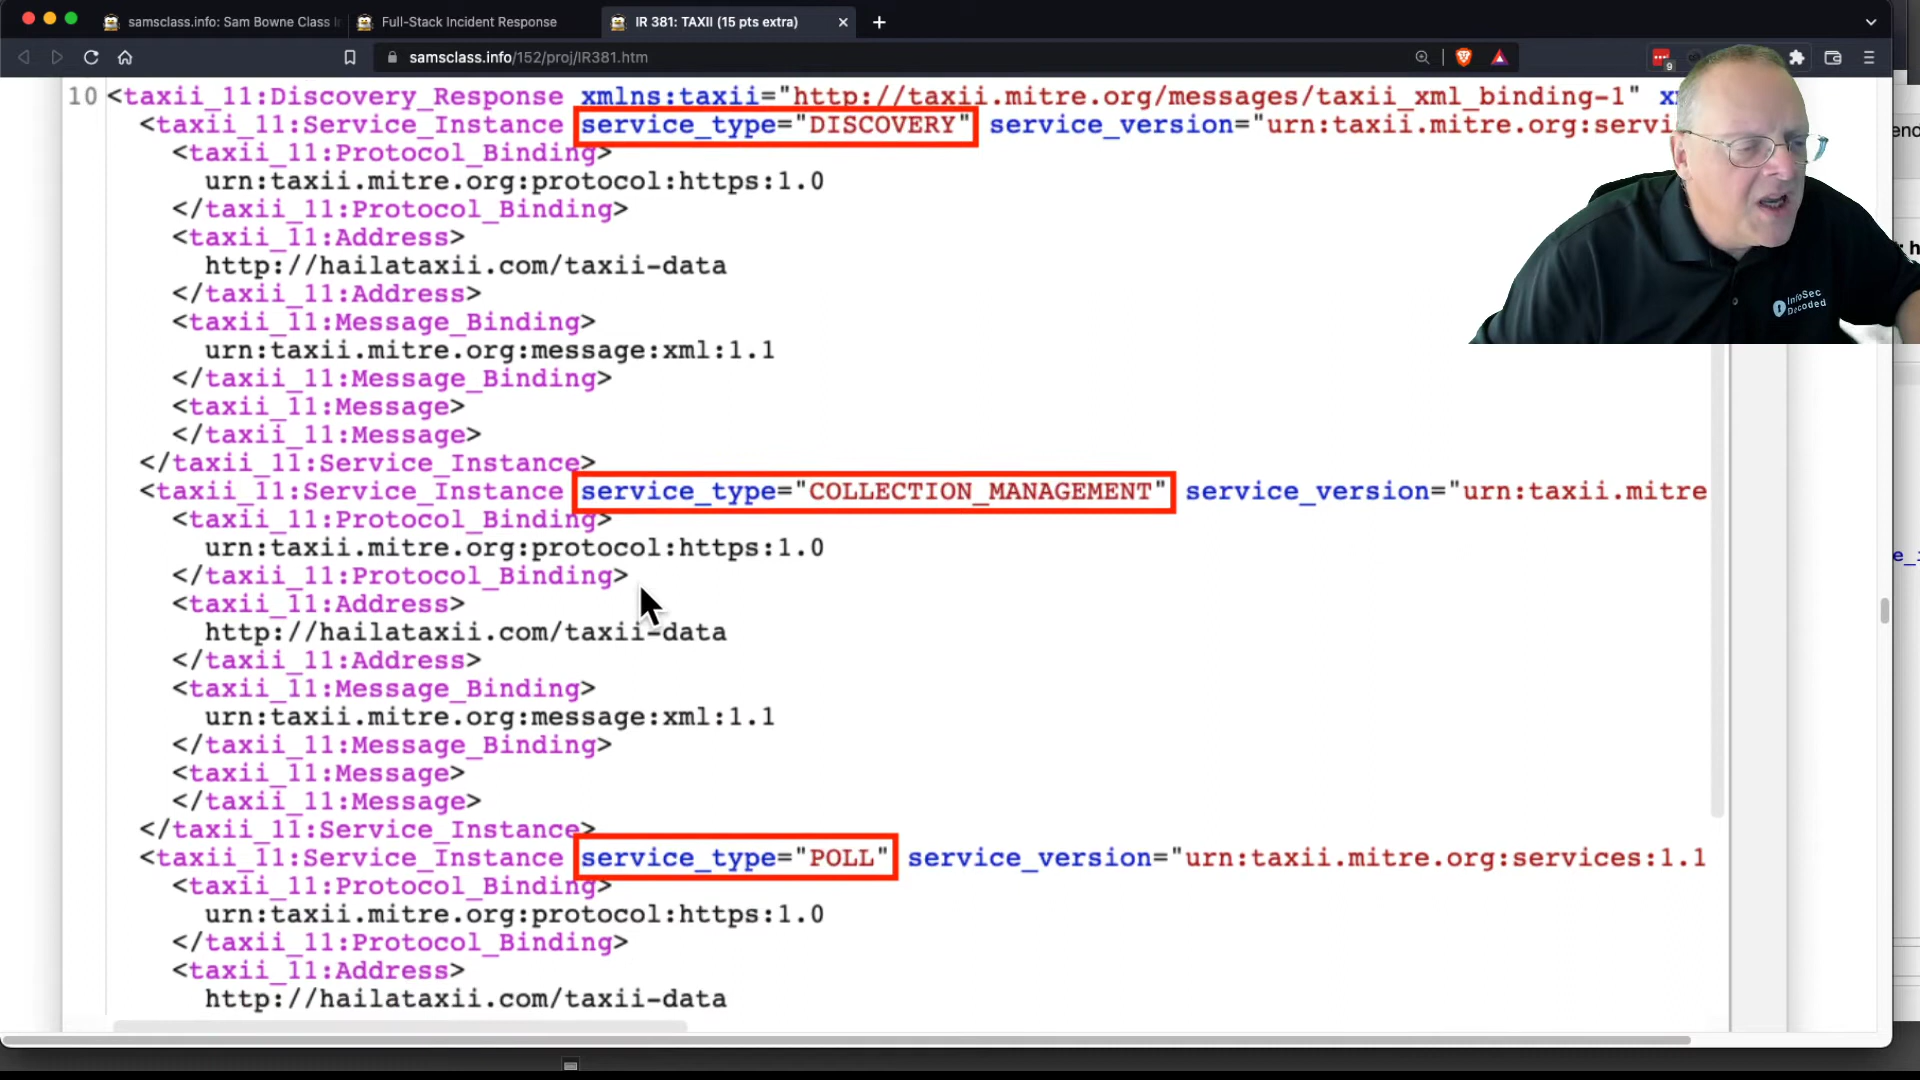 samsclass.info: Sam Bowne Class I
Full-Stack Incident Response
IR 381: TAXII (15 pts extra)
samsclass.info/152/proj/IR381.htm
9
10 <taxii_11:Discovery_Response xmlns:taxii="http://taxii.mitre.org/messages/taxii_xml_binding-1" x
<taxii_11:Service_Instance service_type="DISCOVERY" service_version="urn:taxii.mitre.org:servi
<taxii_11:Protocol_Binding>
urn:taxii.mitre.org:protocol:https:1.0
</taxii_11:Protocol_Binding>
<taxii_11:Address>
http://hailataxii.com/taxii-data
</taxii_11:Address>
<taxii_11:Message_Binding>
urn:taxii.mitre.org:message:xml:1.1
</taxii_11:Message_Binding>
<taxii_11:Message>
</taxii_11:Message>
</taxii_11:Service_Instance>
<taxii_11:Service_Instance service_type="COLLECTION_MANAGEMENT" service_version="urn:taxii.mitre
<taxii_11:Protocol_Binding>
urn:taxii.mitre.org:protocol:https:1.0
</taxii_11:Protocol_Binding>
<taxii_11:Address>
http://hailataxii.com/taxii-data
</taxii_11:Address>
<taxii_11:Message_Binding>
urn:taxii.mitre.org:message:xml:1.1
</taxii_11:Message_Binding>
<taxii_11:Message>
</taxii_11:Message>
</taxii_11:Service_Instance>
<taxii_11:Service_Instance service_type="POLL" service_version="urn:taxii.mitre.org:services:1.1
<taxii_11:Protocol_Binding>
urn:taxii.mitre.org:protocol:https:1.0
</taxii_11:Protocol_Binding>
<taxii_11:Address>
http://hailataxii.com/taxii-data
InfoSec
Decoded